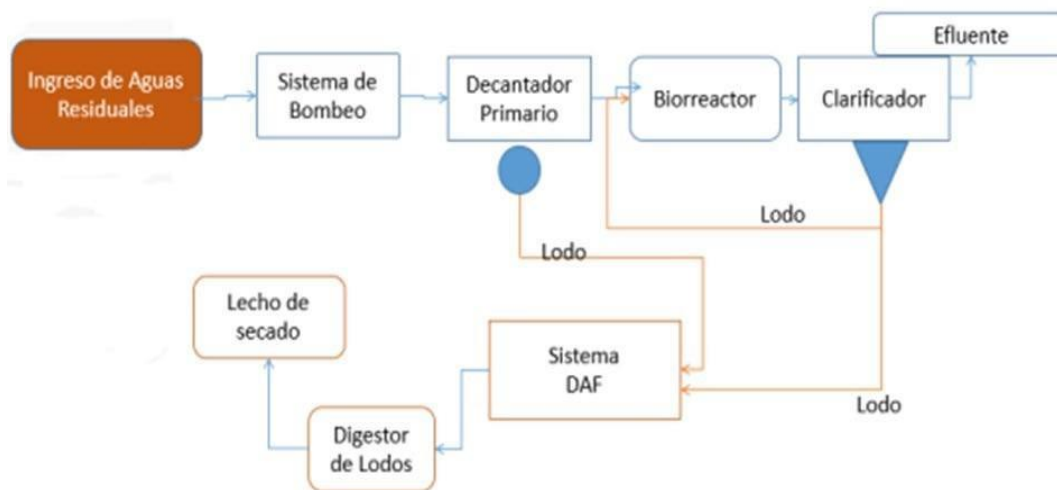 Efluente
Ingreso de Aguas
Residuales
Sistema de
Bombeo
Decantador
Primario
Biorreactor
Clarificador
Lodo
Lodo
Lecho de
secado
Sistema
DAF
Lodo
Digestor
de Lodos